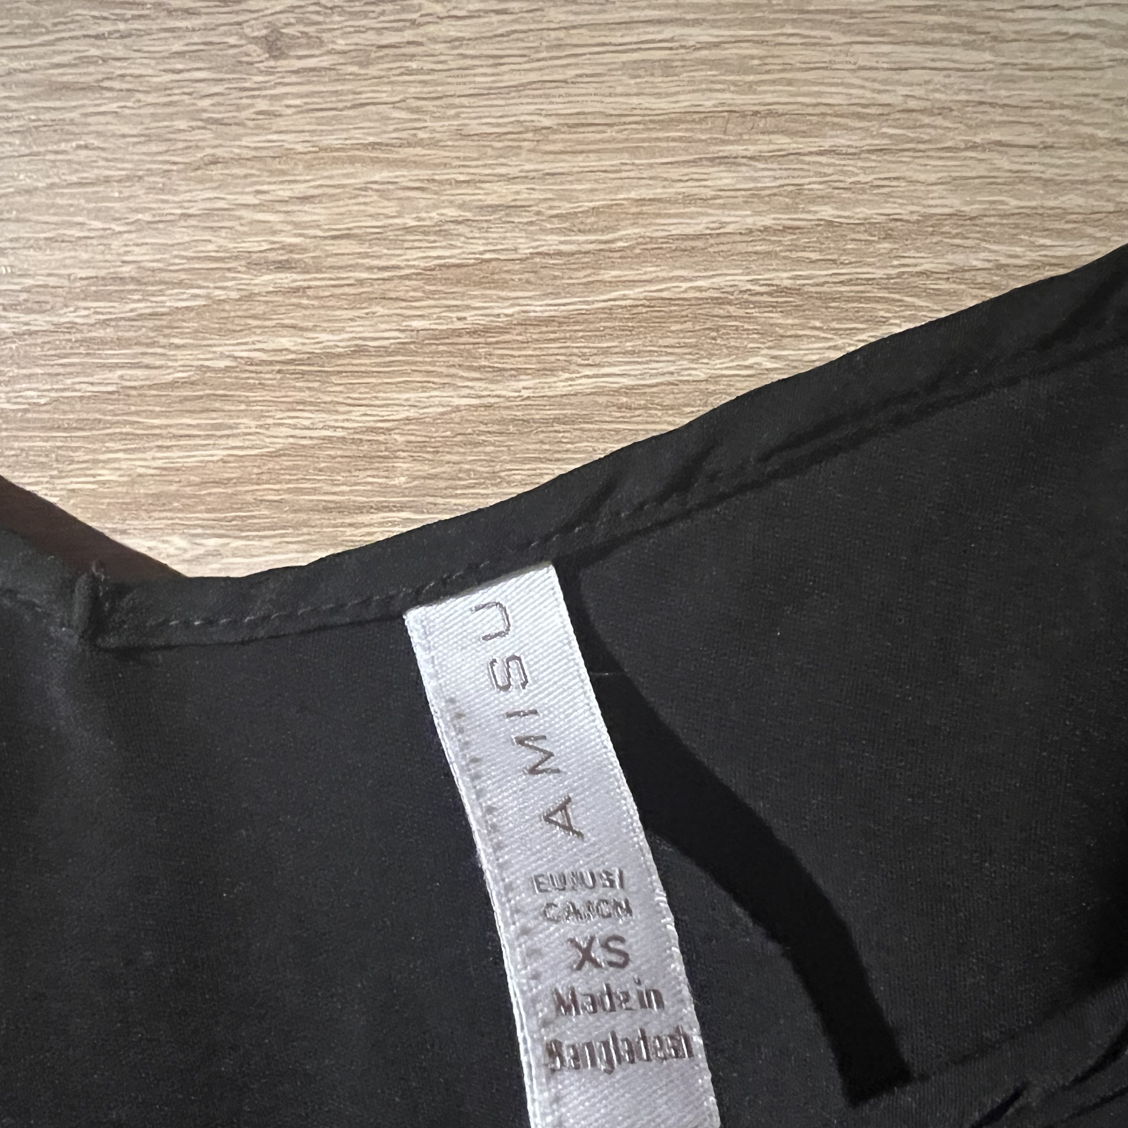 AMISU
EU/US/
CA/CN
XS
Made in
Bangladesh